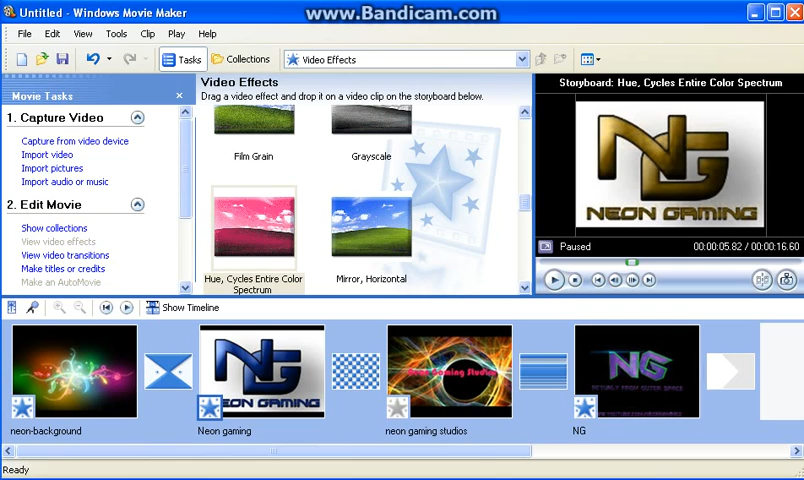 Untitled - Windows Movie Maker
www.Bandicam.com
File Edit View Tools Clip Play Help
Tasks Collections Video Effects
Movie Tasks
1. Capture Video
Capture from video device
Import video
Import pictures
Import audio or music
2. Edit Movie
Show collections
View video effects
View video transitions
Make titles or credits
Make an AutoMovie
Video Effects
Drag a video effect and drop it on a video clip on the storyboard below.
Film Grain
Grayscale
Hue, Cycles Entire Color
Spectrum
Mirror, Horizontal
Storyboard: Hue, Cycles Entire Color Spectrum
NG
NEON GAMING
Paused
00:00:05.82 / 00:00:16.60
Show Timeline
NG
NEON GAMING
Neon Gaming Studios
NG
neon-background
Neon gaming
neon gaming studios
NG
Ready